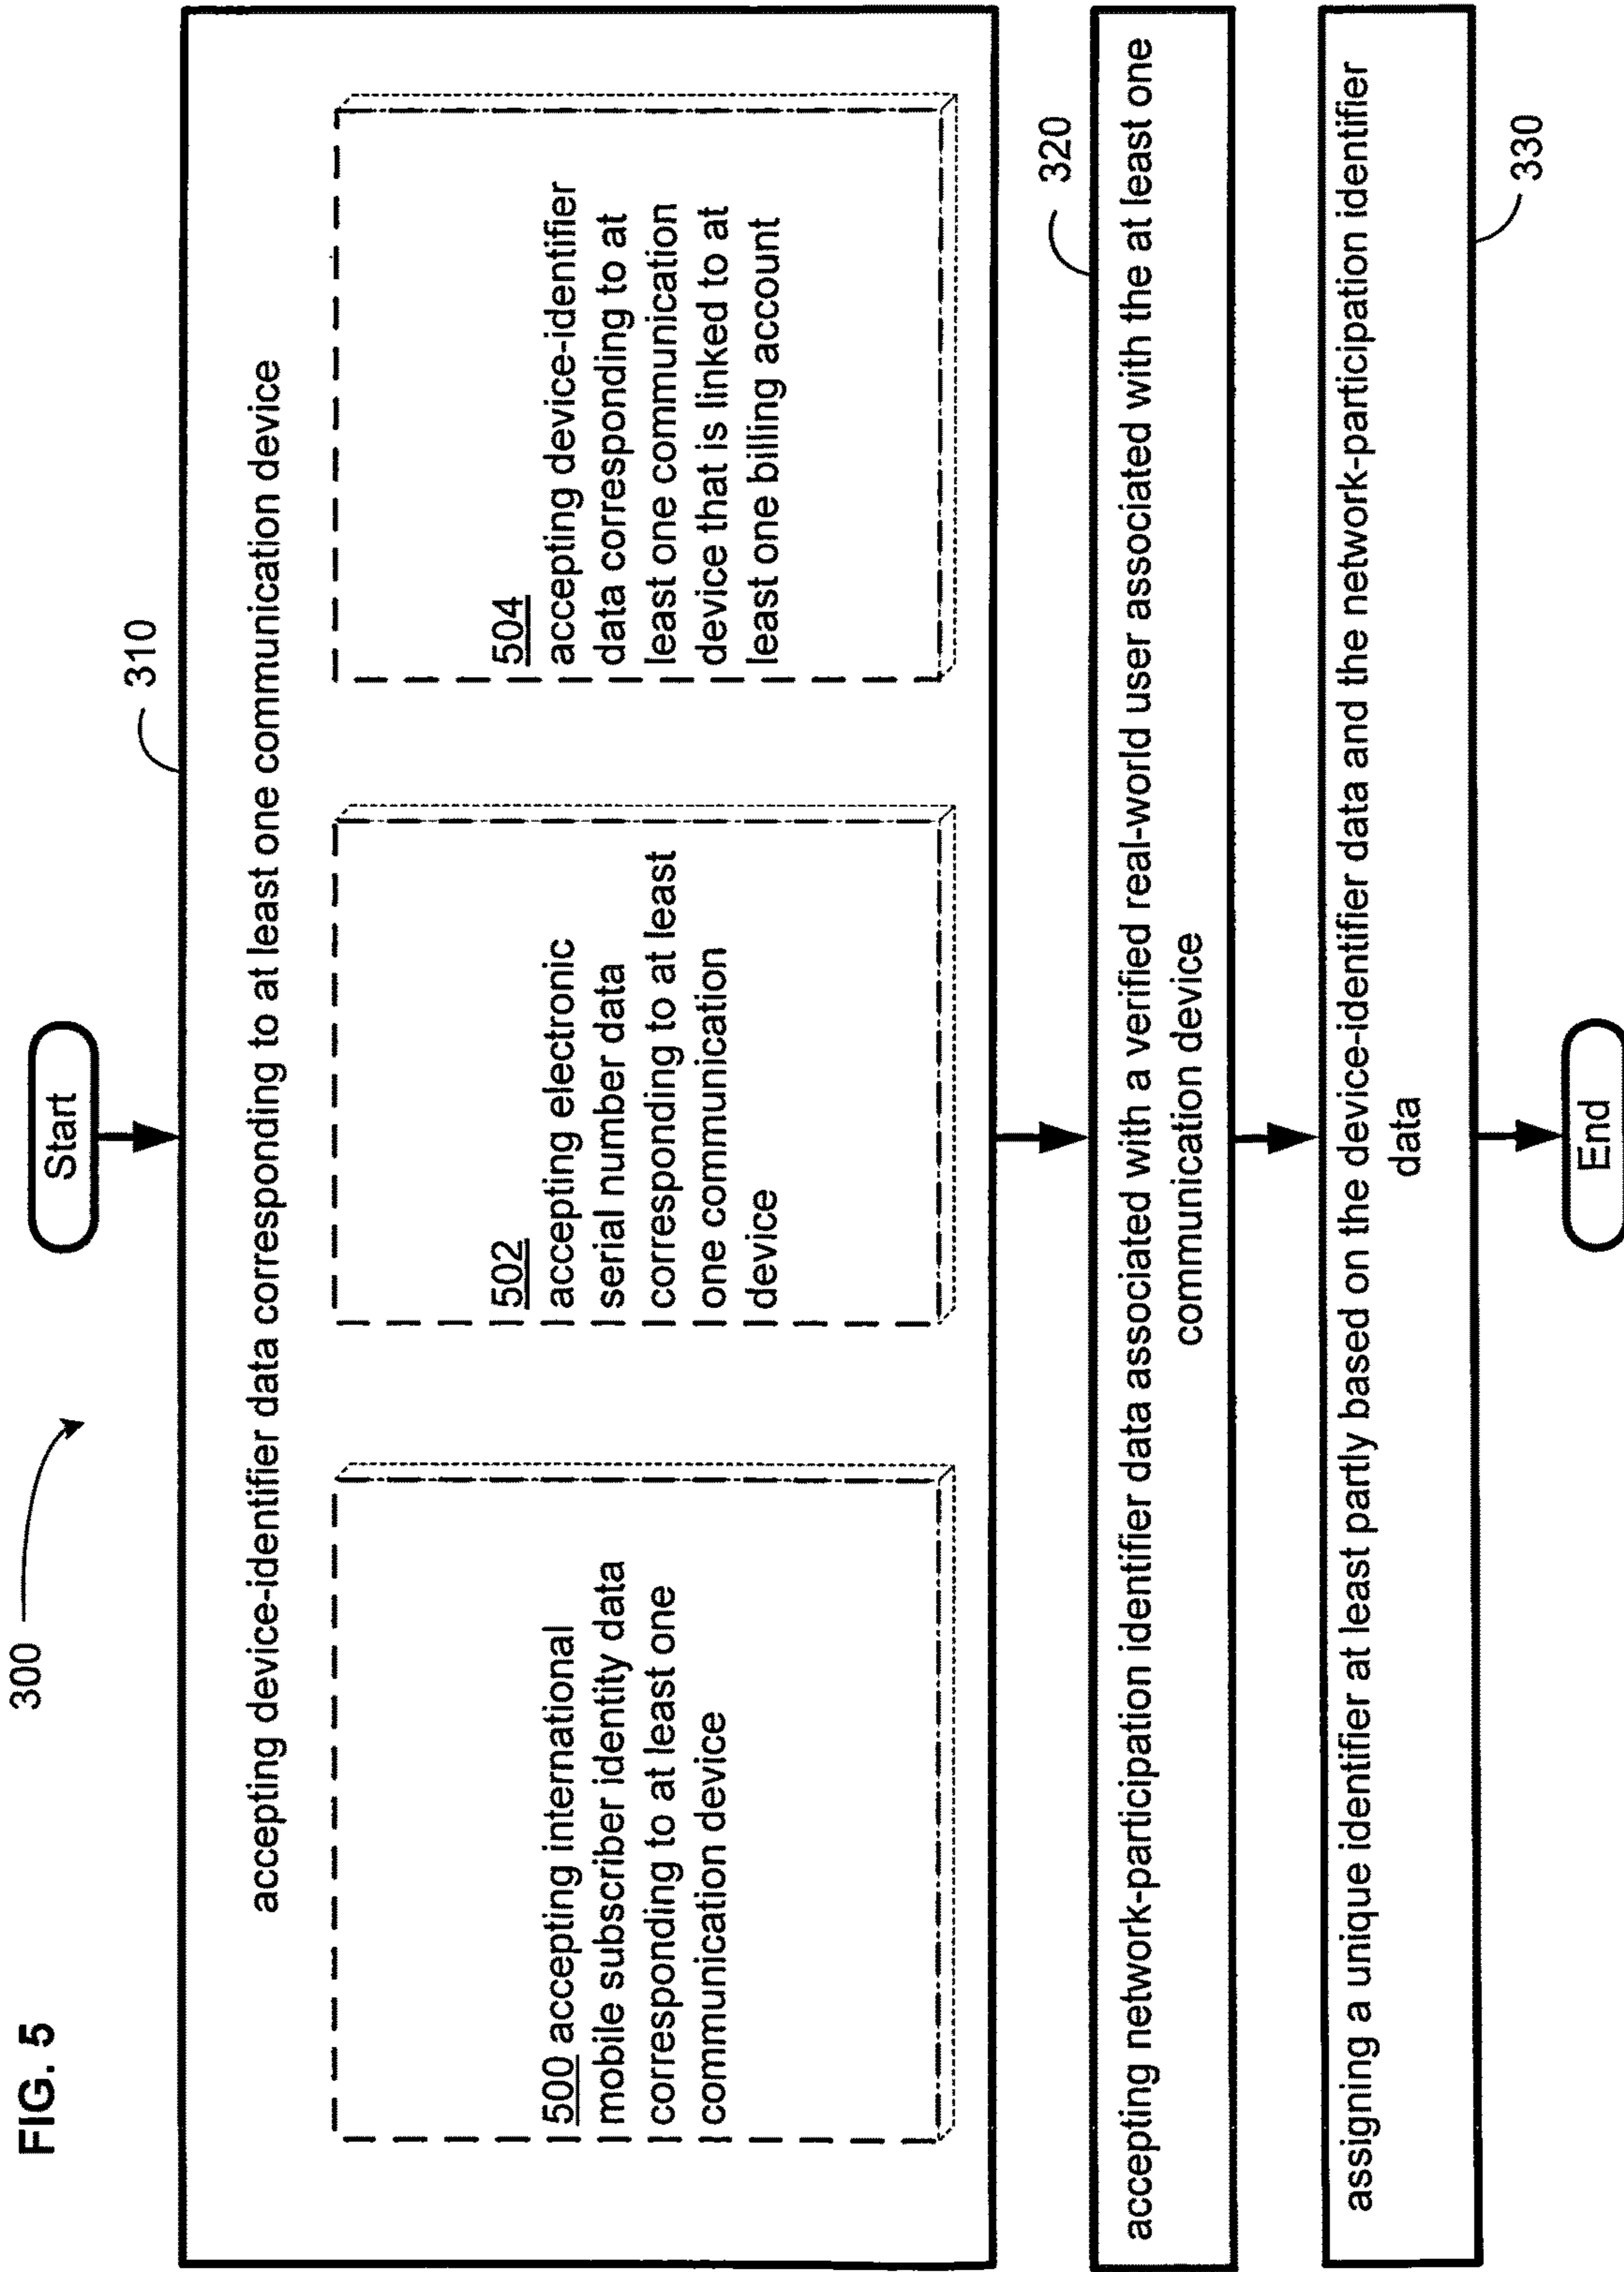 FIG. 5
300
Start
310
accepting device-identifier data corresponding to at least one communication device
500 accepting international
mobile subscriber identity data
corresponding to at least one
communication device
502
accepting electronic
serial number data
corresponding to at least
one communication
device
504
accepting device-identifier
data corresponding to at
least one communication
device that is linked to at
least one billing account
320
accepting network-participation identifier data associated with a verified real-world user associated with the at least one
communication device
330
assigning a unique identifier at least partly based on the device-identifier data and the network-participation identifier
data
End